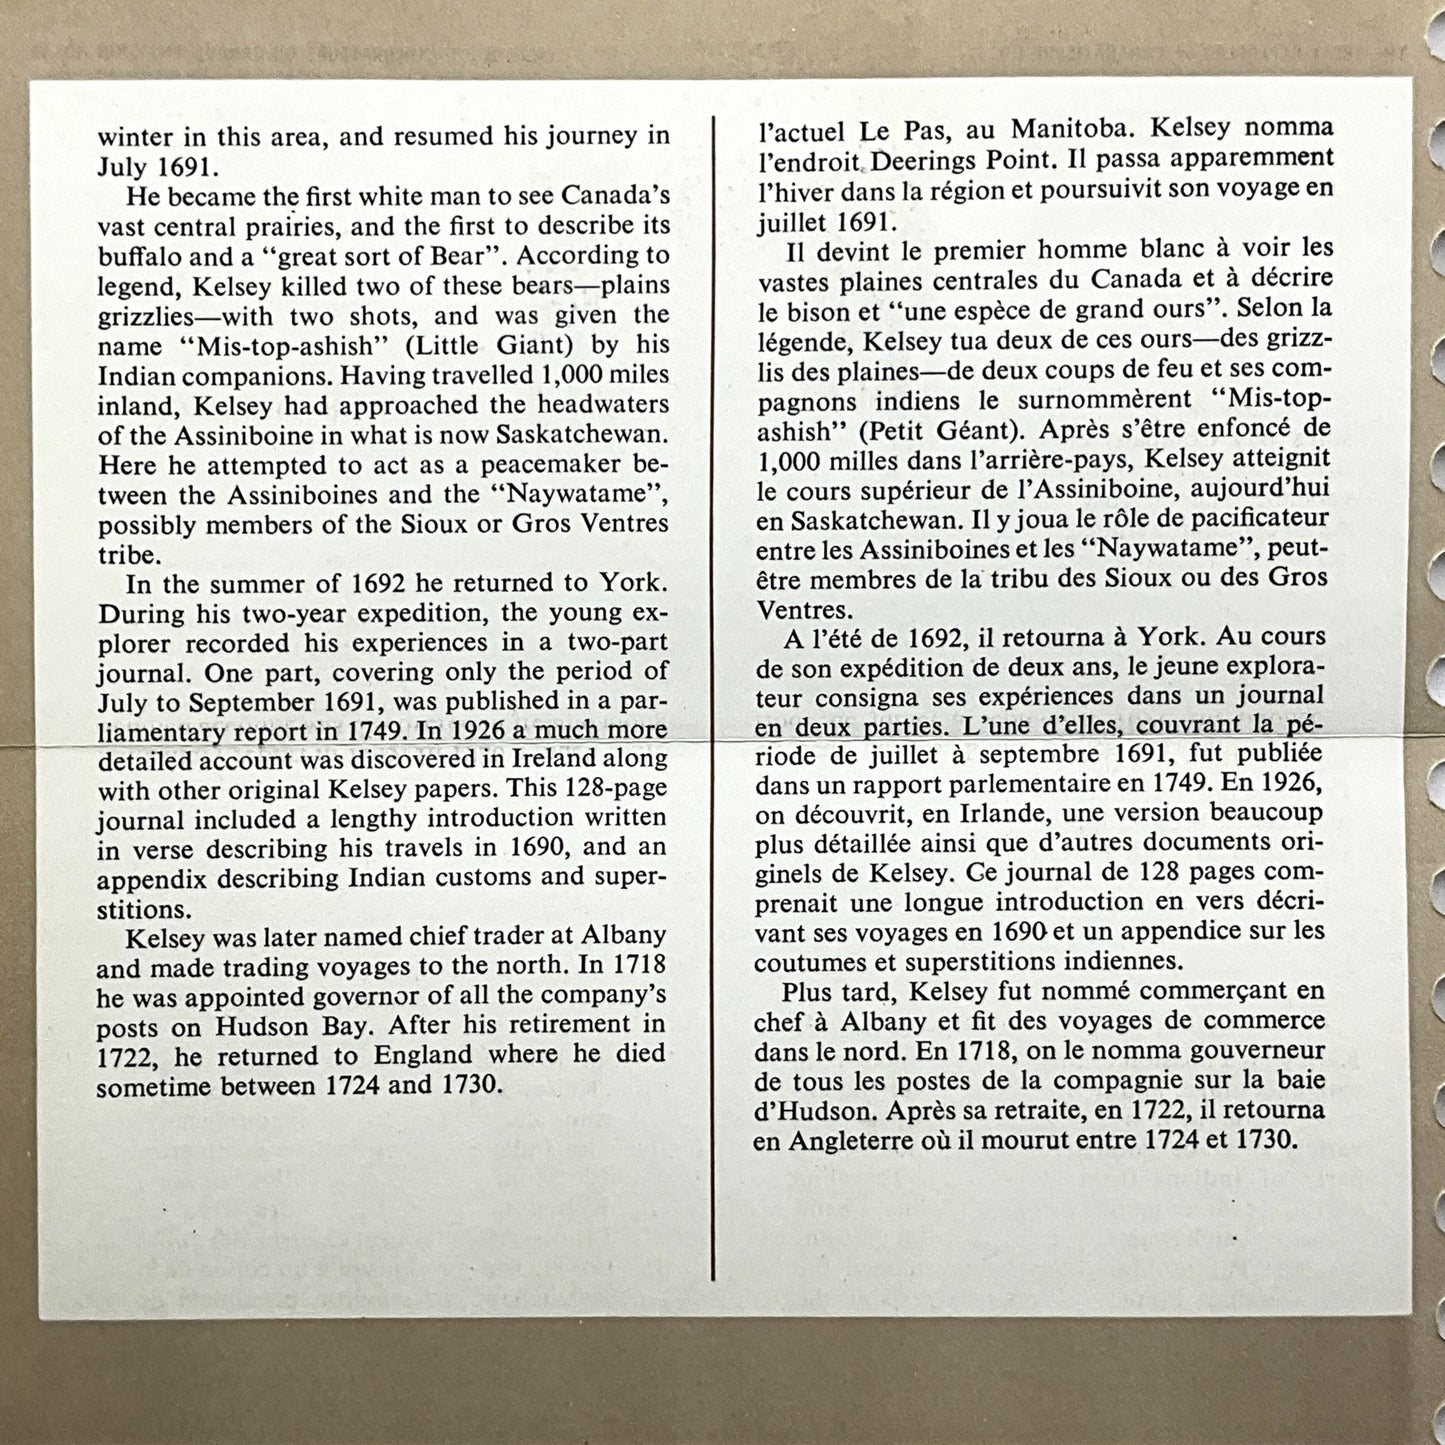 winter in this area, and resumed his journey in
July 1691.
He became the first white man to see Canada's
vast central prairies, and the first to describe its
buffalo and a “great sort of Bear”. According to
legend, Kelsey killed two of these bears—plains
grizzlies—with two shots, and was given the
name “Mis-top-ashish” (Little Giant) by his
Indian companions. Having travelled 1,000 miles
inland, Kelsey had approached the headwaters
of the Assiniboine in what is now Saskatchewan.
Here he attempted to act as a peacemaker be-
tween the Assiniboines and the “Naywatame”,
possibly members of the Sioux or Gros Ventres
tribe.
In the summer of 1692 he returned to York.
During his two-year expedition, the young ex-
plorer recorded his experiences in a two-part
journal. One part, covering only the period of
July to September 1691, was published in a par-
liamentary report in 1749. In 1926 a much more
detailed account was discovered in Ireland along
with other original Kelsey papers. This 128-page
journal included a lengthy introduction written
in verse describing his travels in 1690, and an
appendix describing Indian customs and super-
stitions.
Kelsey was later named chief trader at Albany
and made trading voyages to the north. In 1718
he was appointed governor of all the company's
posts on Hudson Bay. After his retirement in
1722, he returned to England where he died
sometime between 1724 and 1730.
l'actuel Le Pas, au Manitoba. Kelsey nomma
l'endroit Deerings Point. Il passa apparemment
l'hiver dans la région et poursuivit son voyage en
juillet 1691.
Il devint le premier homme blanc à voir les
vastes plaines centrales du Canada et à décrire
le bison et “une espèce de grand ours”. Selon la
légende, Kelsey tua deux de ces ours—des grizz-
lis des plaines—de deux coups de feu et ses com-
pagnons indiens le surnommèrent “Mis-top-
ashish” (Petit Géant). Après s'être enfoncé de
1,000 milles dans l'arrière-pays, Kelsey atteignit
le cours supérieur de l'Assiniboine, aujourd'hui
en Saskatchewan. Il y joua le rôle de pacificateur
entre les Assiniboines et les “Naywatame”, peut-
être membres de la tribu des Sioux ou des Gros
Ventres.
A l'été de 1692, il retourna à York. Au cours
de son expédition de deux ans, le jeune explora-
teur consigna ses expériences dans un journal
en deux parties. L'une d'elles, couvrant la pé-
riode de juillet à septembre 1691, fut publiée
dans un rapport parlementaire en 1749. En 1926,
on découvrit, en Irlande, une version beaucoup
plus détaillée ainsi que d'autres documents ori-
ginels de Kelsey. Ce journal de 128 pages com-
prenait une longue introduction en vers décri-
vant ses voyages en 1690 et un appendice sur les
coutumes et superstitions indiennes.
Plus tard, Kelsey fut nommé commerçant en
chef à Albany et fit des voyages de commerce
dans le nord. En 1718, on le nomma gouverneur
de tous les postes de la compagnie sur la baie
d'Hudson. Après sa retraite, en 1722, il retourna
en Angleterre où il mourut entre 1724 et 1730.